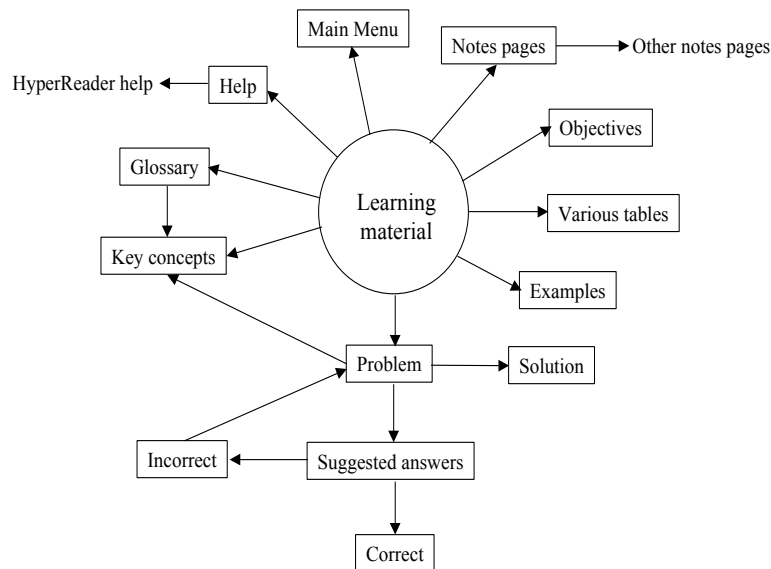 Main Menu
Notes pages
Other notes pages
HyperReader help
Help
Objectives
Glossary
Learning
material
Various tables
Key concepts
Examples
Problem
Solution
Incorrect
Suggested answers
Correct